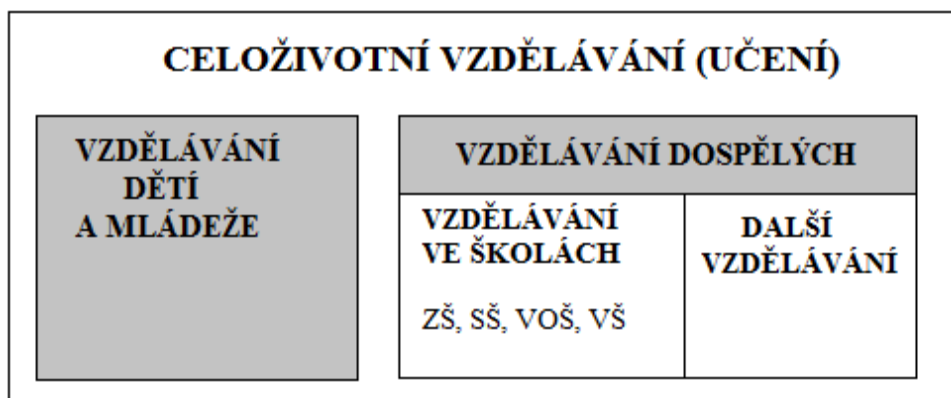 CELOŽIVOTNÍ VZDĚLÁVÁNÍ (UČENÍ)
VZDĚLÁVÁNÍ
DĚTÍ
A MLÁDEŽE
VZDĚLÁVÁNÍ DOSPĚLÝCH
VZDĚLÁVÁNÍ
VE ŠKOLÁCH
ZŠ, SŠ, VOŠ, VŠ
DALŠÍ
VZDĚLÁVÁNÍ